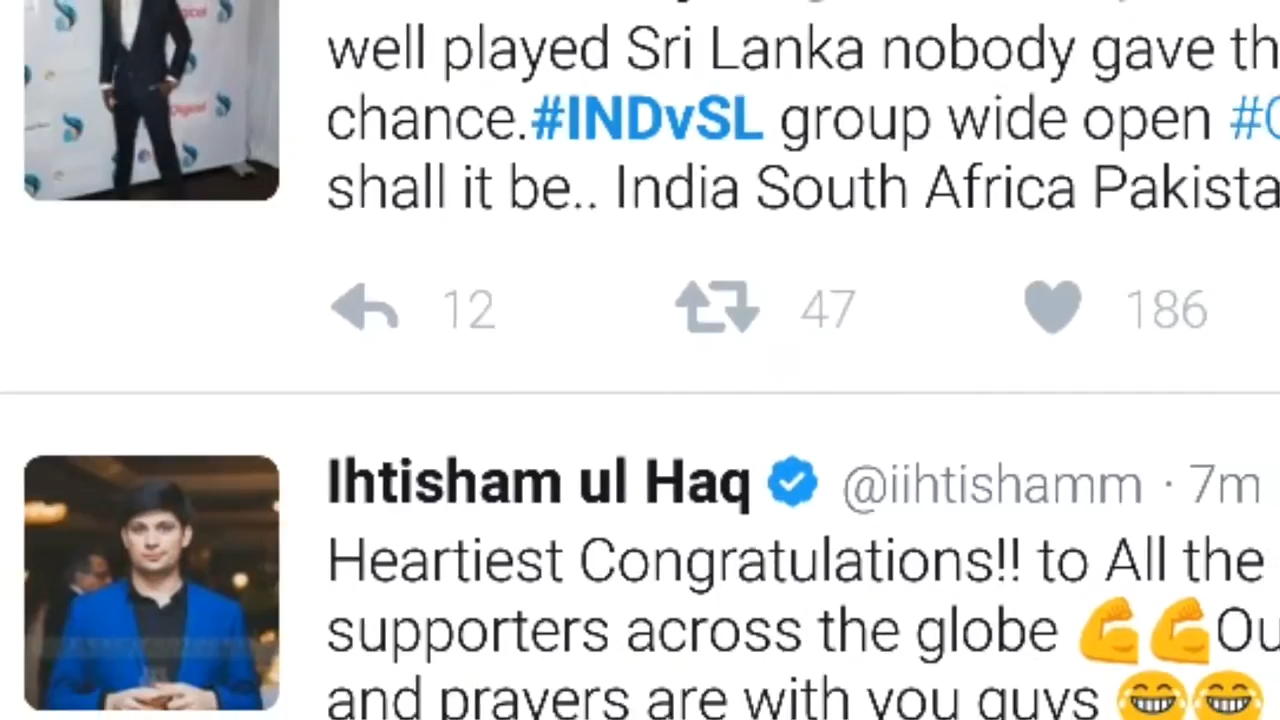 well played Sri Lanka nobody gave
chance.#INDvSL group wide open
shall it be.. India South Africa
12 47 186
Ihtisham ul Haq @iihtishamm · 7m
Heartiest Congratulations!! to All the
supporters across the globe 💪💪
and prayers are with you guys 😂😂